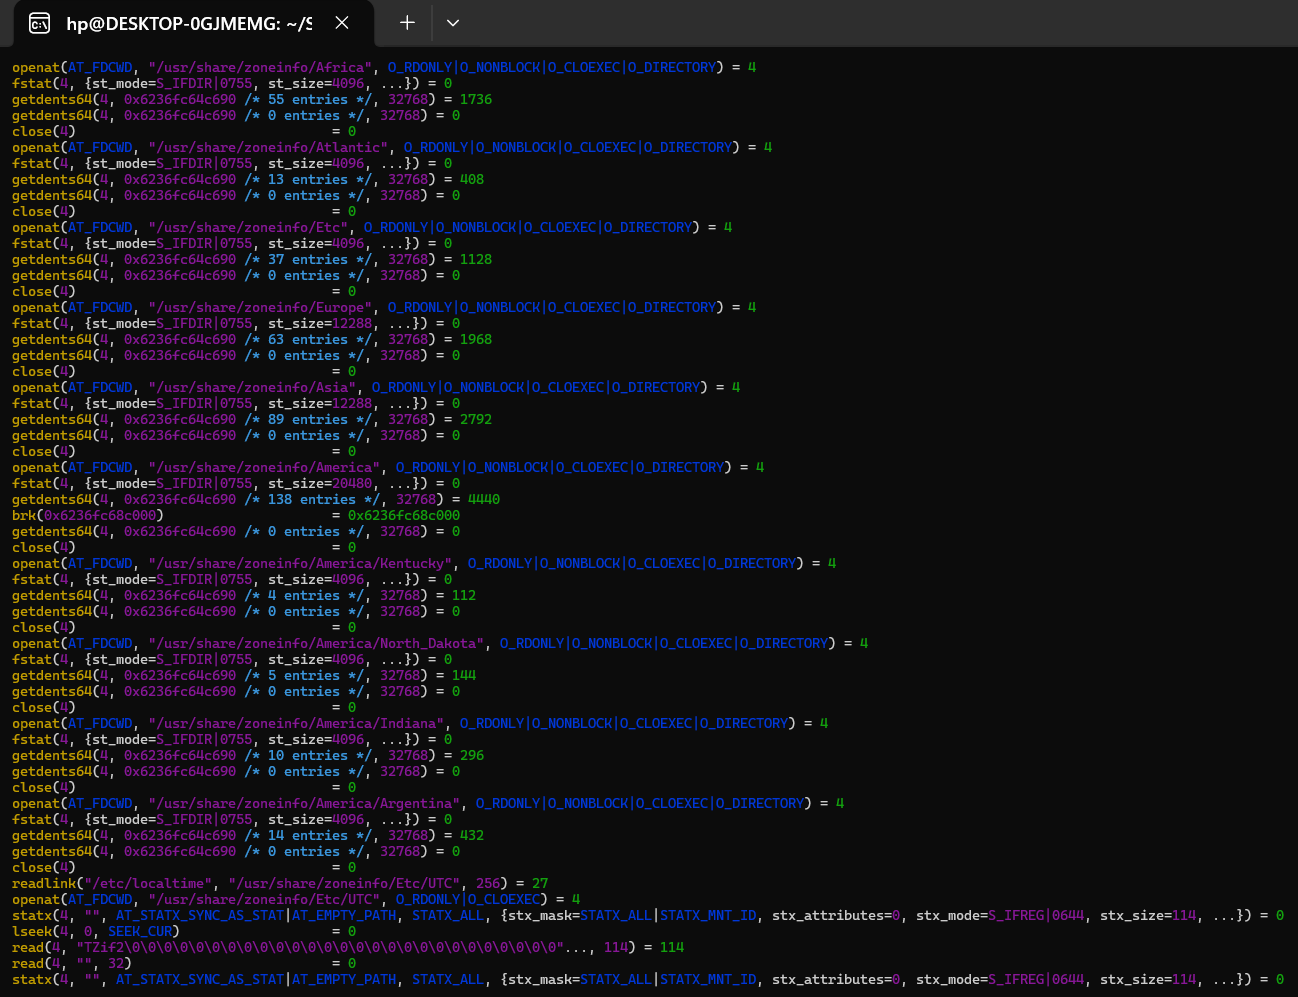 hp@DESKTOP-0GJMEMG: ~/S
openat(AT_FDCWD, "/usr/share/zoneinfo/Africa", O_RDONLY|O_NONBLOCK|O_CLOEXEC|O_DIRECTORY) = 4
fstat(4, {st_mode=S_IFDIR|0755, st_size=4096, ...}) = 0
getdents64(4, 0x6236fc64c690 /* 55 entries */, 32768) = 1736
getdents64(4, 0x6236fc64c690 /* 0 entries */, 32768) = 0
close(4) = 0
openat(AT_FDCWD, "/usr/share/zoneinfo/Atlantic", O_RDONLY|O_NONBLOCK|O_CLOEXEC|O_DIRECTORY) = 4
fstat(4, {st_mode=S_IFDIR|0755, st_size=4096, ...}) = 0
getdents64(4, 0x6236fc64c690 /* 13 entries */, 32768) = 408
getdents64(4, 0x6236fc64c690 /* 0 entries */, 32768) = 0
close(4) = 0
openat(AT_FDCWD, "/usr/share/zoneinfo/Etc", O_RDONLY|O_NONBLOCK|O_CLOEXEC|O_DIRECTORY) = 4
fstat(4, {st_mode=S_IFDIR|0755, st_size=4096, ...}) = 0
getdents64(4, 0x6236fc64c690 /* 37 entries */, 32768) = 1128
getdents64(4, 0x6236fc64c690 /* 0 entries */, 32768) = 0
close(4) = 0
openat(AT_FDCWD, "/usr/share/zoneinfo/Europe", O_RDONLY|O_NONBLOCK|O_CLOEXEC|O_DIRECTORY) = 4
fstat(4, {st_mode=S_IFDIR|0755, st_size=12288, ...}) = 0
getdents64(4, 0x6236fc64c690 /* 63 entries */, 32768) = 1968
getdents64(4, 0x6236fc64c690 /* 0 entries */, 32768) = 0
close(4) = 0
openat(AT_FDCWD, "/usr/share/zoneinfo/Asia", O_RDONLY|O_NONBLOCK|O_CLOEXEC|O_DIRECTORY) = 4
fstat(4, {st_mode=S_IFDIR|0755, st_size=12288, ...}) = 0
getdents64(4, 0x6236fc64c690 /* 89 entries */, 32768) = 2792
getdents64(4, 0x6236fc64c690 /* 0 entries */, 32768) = 0
close(4) = 0
openat(AT_FDCWD, "/usr/share/zoneinfo/America", O_RDONLY|O_NONBLOCK|O_CLOEXEC|O_DIRECTORY) = 4
fstat(4, {st_mode=S_IFDIR|0755, st_size=20480, ...}) = 0
getdents64(4, 0x6236fc64c690 /* 138 entries */, 32768) = 4440
brk(0x6236fc68c000) = 0x6236fc68c000
getdents64(4, 0x6236fc64c690 /* 0 entries */, 32768) = 0
close(4) = 0
openat(AT_FDCWD, "/usr/share/zoneinfo/America/Kentucky", O_RDONLY|O_NONBLOCK|O_CLOEXEC|O_DIRECTORY) = 4
fstat(4, {st_mode=S_IFDIR|0755, st_size=4096, ...}) = 0
getdents64(4, 0x6236fc64c690 /* 4 entries */, 32768) = 112
getdents64(4, 0x6236fc64c690 /* 0 entries */, 32768) = 0
close(4) = 0
openat(AT_FDCWD, "/usr/share/zoneinfo/America/North_Dakota", O_RDONLY|O_NONBLOCK|O_CLOEXEC|O_DIRECTORY) = 4
fstat(4, {st_mode=S_IFDIR|0755, st_size=4096, ...}) = 0
getdents64(4, 0x6236fc64c690 /* 5 entries */, 32768) = 144
getdents64(4, 0x6236fc64c690 /* 0 entries */, 32768) = 0
close(4) = 0
openat(AT_FDCWD, "/usr/share/zoneinfo/America/Indiana", O_RDONLY|O_NONBLOCK|O_CLOEXEC|O_DIRECTORY) = 4
fstat(4, {st_mode=S_IFDIR|0755, st_size=4096, ...}) = 0
getdents64(4, 0x6236fc64c690 /* 10 entries */, 32768) = 296
getdents64(4, 0x6236fc64c690 /* 0 entries */, 32768) = 0
close(4) = 0
openat(AT_FDCWD, "/usr/share/zoneinfo/America/Argentina", O_RDONLY|O_NONBLOCK|O_CLOEXEC|O_DIRECTORY) = 4
fstat(4, {st_mode=S_IFDIR|0755, st_size=4096, ...}) = 0
getdents64(4, 0x6236fc64c690 /* 14 entries */, 32768) = 432
getdents64(4, 0x6236fc64c690 /* 0 entries */, 32768) = 0
close(4) = 0
readlink("/etc/localtime", "/usr/share/zoneinfo/Etc/UTC", 256) = 27
openat(AT_FDCWD, "/usr/share/zoneinfo/Etc/UTC", O_RDONLY|O_CLOEXEC) = 4
statx(4, "", AT_STATX_SYNC_AS_STAT|AT_EMPTY_PATH, STATX_ALL, {stx_mask=STATX_ALL|STATX_MNT_ID, stx_attributes=0, stx_mode=S_IFREG|0644, stx_size=114, ...}) = 0
lseek(4, 0, SEEK_CUR) = 0
read(4, "TZif2\0\0\0\0\0\0\0\0\0\0\0\0\0\0\0\0\0\0\0\0\0\0\0\0\0\0\0"..., 114) = 114
read(4, "", 32) = 0
statx(4, "", AT_STATX_SYNC_AS_STAT|AT_EMPTY_PATH, STATX_ALL, {stx_mask=STATX_ALL|STATX_MNT_ID, stx_attributes=0, stx_mode=S_IFREG|0644, stx_size=114, ...}) = 0